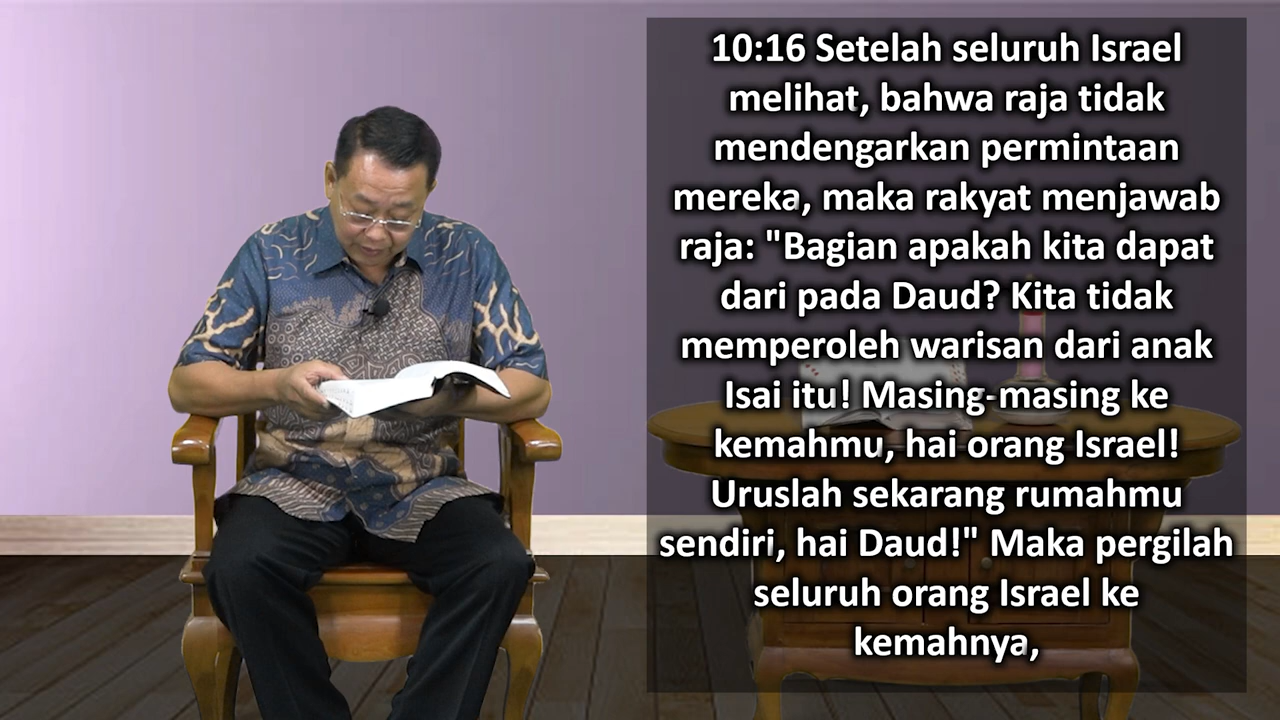 10:16 Setelah seluruh Israel
melihat, bahwa raja tidak
mendengarkan permintaan
mereka, maka rakyat menjawab
raja: "Bagian apakah kita dapat
dari pada Daud? Kita tidak
memperoleh warisan dari anak
Isai itu! Masing-masing ke
kemahmu, hai orang Israel!
Uruslah sekarang rumahmu
sendiri, hai Daud!" Maka pergilah
seluruh orang Israel ke
kemahnya,